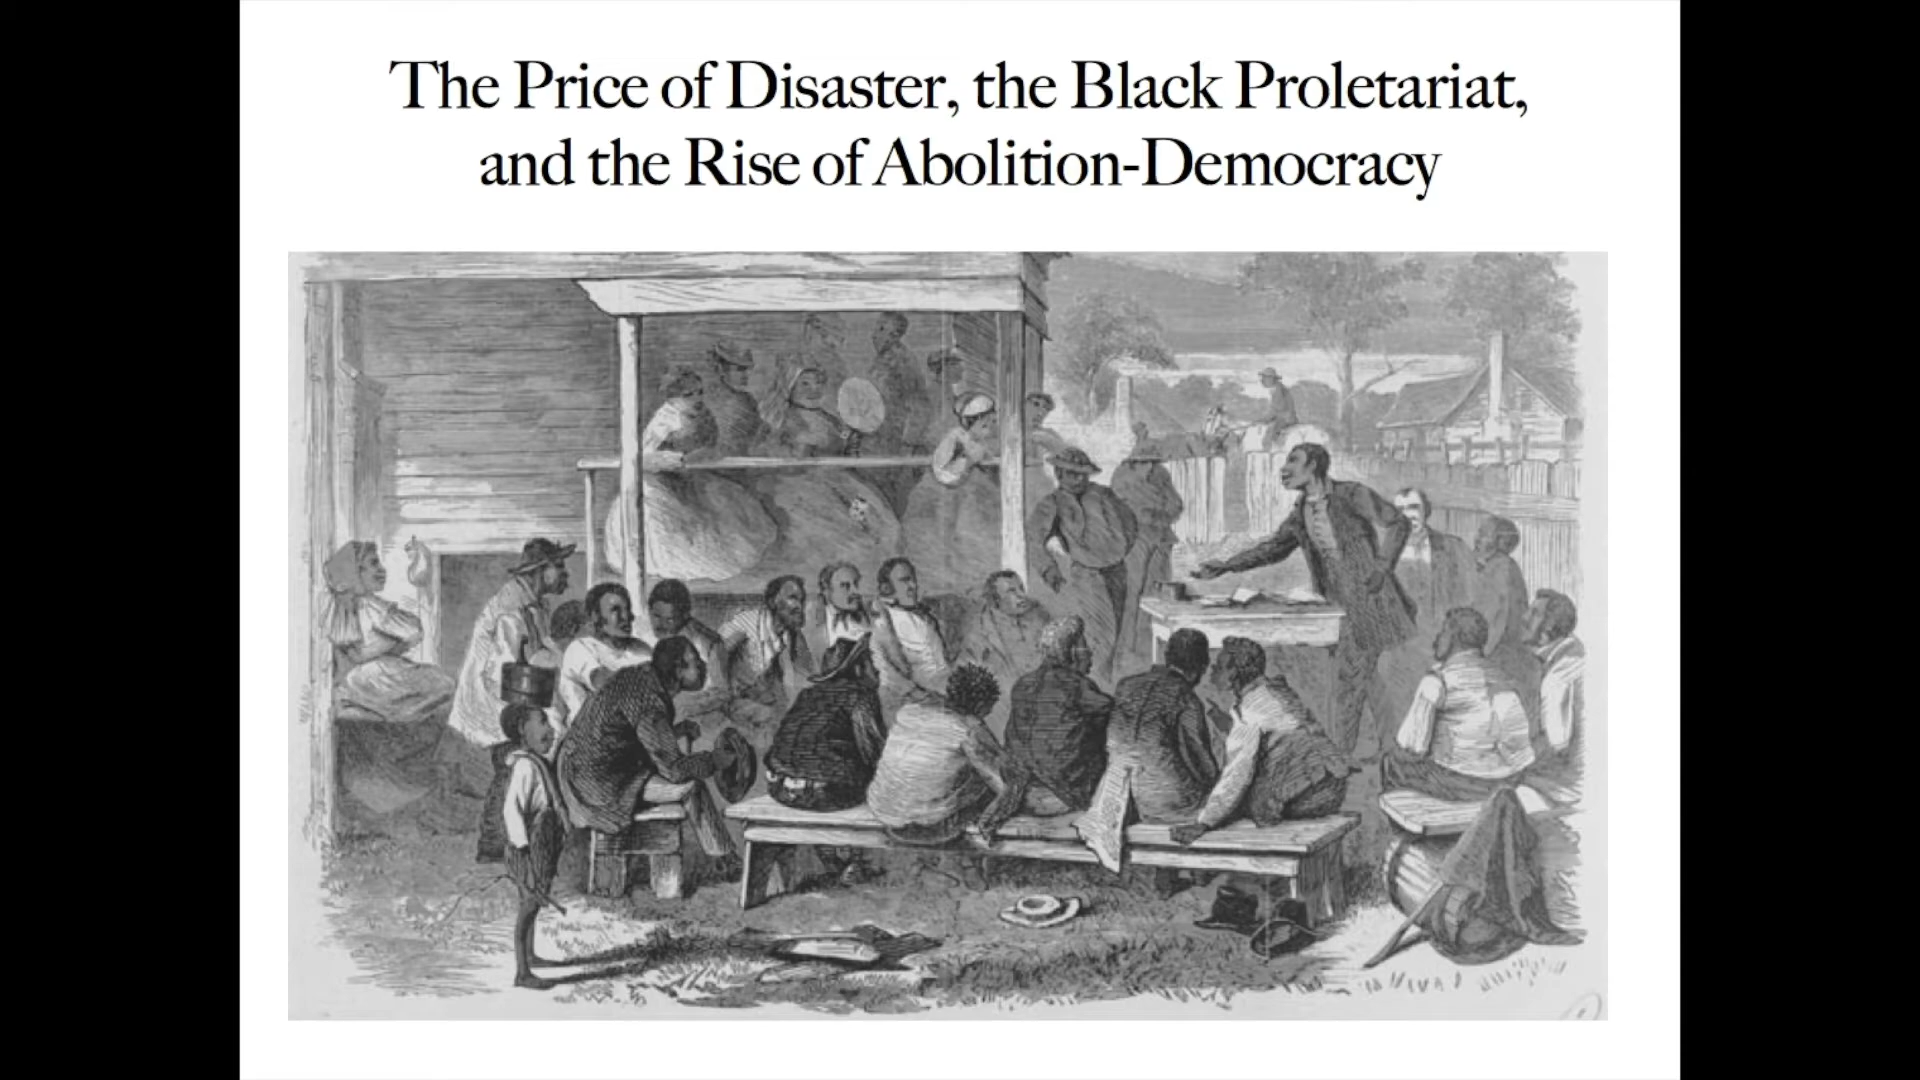 The Price of Disaster, the Black Proletariat,
and the Rise of Abolition-Democracy